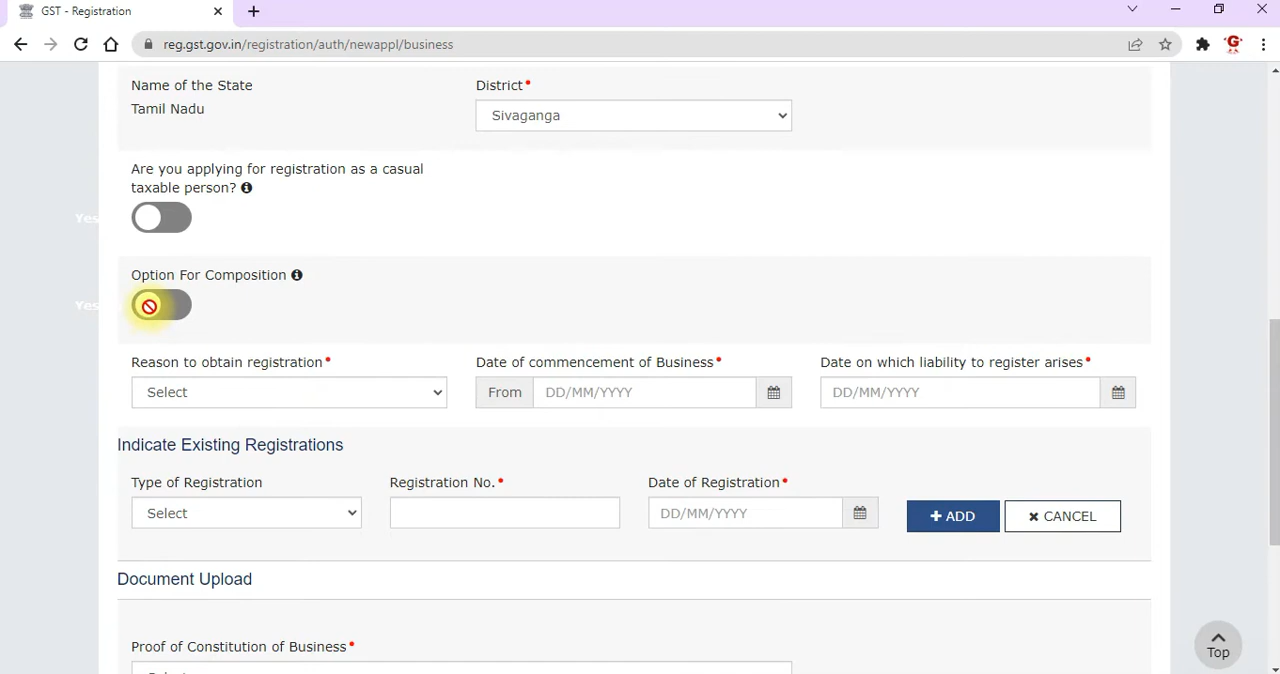 GST - Registration
reg.gst.gov.in/registration/auth/newappl/business
Name of the State
District*
Tamil Nadu
Sivaganga
Are you applying for registration as a casual
taxable person?
Yes
Option For Composition
Yes
Reason to obtain registration*
Date of commencement of Business*
Date on which liability to register arises*
Select
From
DD/MM/YYYY
DD/MM/YYYY
Indicate Existing Registrations
Type of Registration
Registration No.*
Date of Registration*
Select
DD/MM/YYYY
+ ADD
CANCEL
Document Upload
Proof of Constitution of Business*
Top